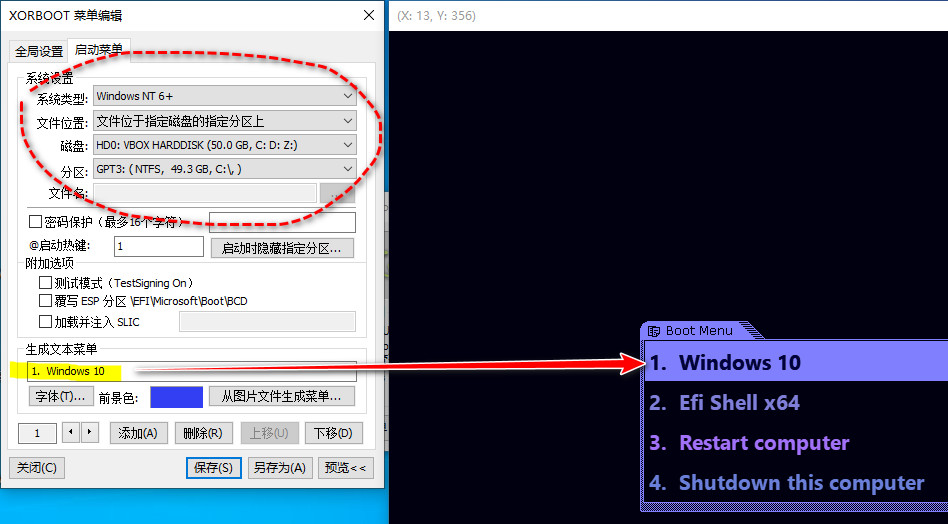 XORBOOT 菜单编辑
(X: 13, Y: 356)
全局设置 启动菜单
系统设置
系统类型: Windows NT 6+
文件位置: 文件位于指定磁盘的指定分区上
磁盘: HD0: VBOX HARDDISK (50.0 GB, C: D: Z:)
分区: GPT3: ( NTFS, 49.3 GB, C:\, )
文件名:
密码保护（最多16个字符）
@启动热键: 1 启动时隐藏指定分区...
附加选项
测试模式（TestSigning On）
覆写 ESP 分区 \EFI\Microsoft\Boot\BCD
加载并注入 SLIC
生成文本菜单
1. Windows 10
字体(T)... 前景色: 从图片文件生成菜单...
1 添加(A) 删除(R) 上移(U) 下移(D)
关闭(C) 保存(S) 另存为(A) 预览<<
Boot Menu
1. Windows 10
2. Efi Shell x64
3. Restart computer
4. Shutdown this computer